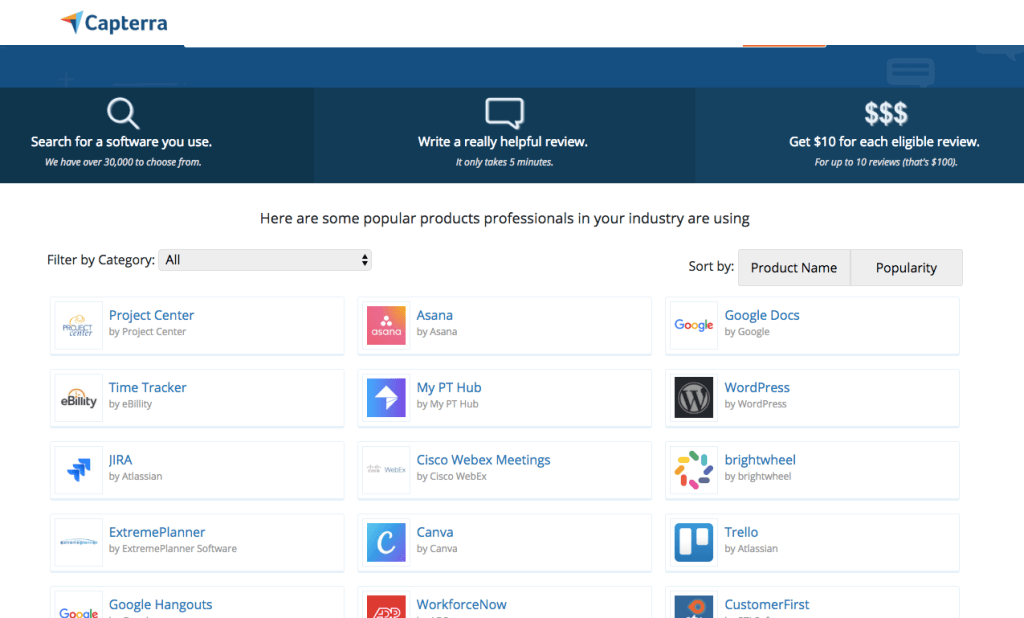 Capterra
Search for a software you use.
We have over 30,000 to choose from.
Write a really helpful review.
It only takes 5 minutes.
$$$
Get $10 for each eligible review.
For up to 10 reviews (that's $100).
Here are some popular products professionals in your industry are using
Filter by Category: All
Sort by: Product Name Popularity
PROJECT center
Project Center
by Project Center
asana
Asana
by Asana
Google
Google Docs
by Google
eBillity
Time Tracker
by eBillity
My PT Hub
by My PT Hub
WordPress
by WordPress
JIRA
by Atlassian
WebEx
Cisco Webex Meetings
by Cisco WebEx
brightwheel
by brightwheel
ExtremePlanner
by ExtremePlanner Software
C
Canva
by Canva
Trello
by Atlassian
Google
Google Hangouts
ADP
WorkforceNow
CustomerFirst